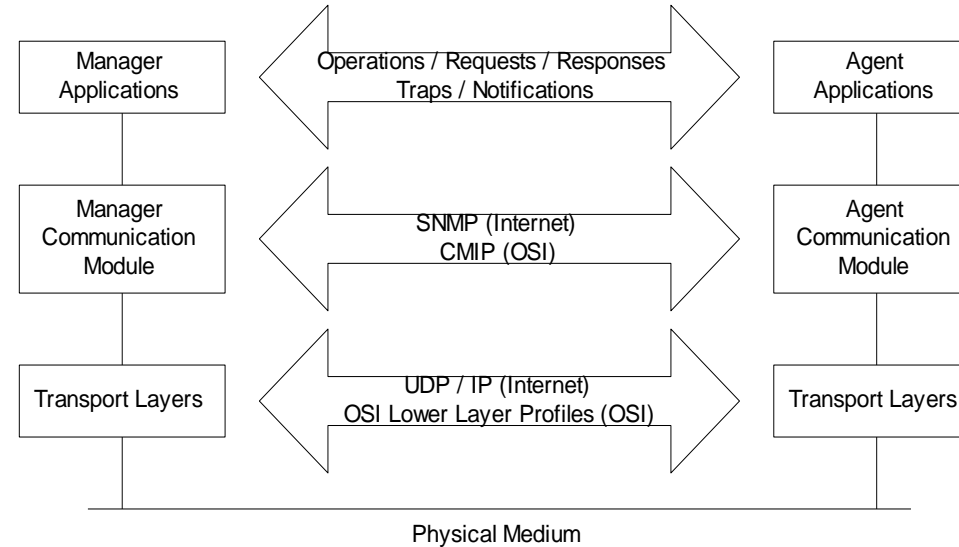 Manager
Applications
Operations / Requests / Responses
Traps / Notifications
Agent
Applications
Manager
Communication
Module
SNMP (Internet)
CMIP (OSI)
Agent
Communication
Module
Transport Layers
UDP / IP (Internet)
OSI Lower Layer Profiles (OSI)
Transport Layers
Physical Medium